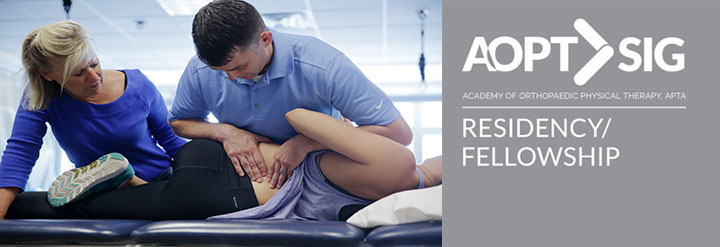 AOPT SIG
ACADEMY OF ORTHOPAEDIC PHYSICAL THERAPY, APTA
RESIDENCY/
FELLOWSHIP